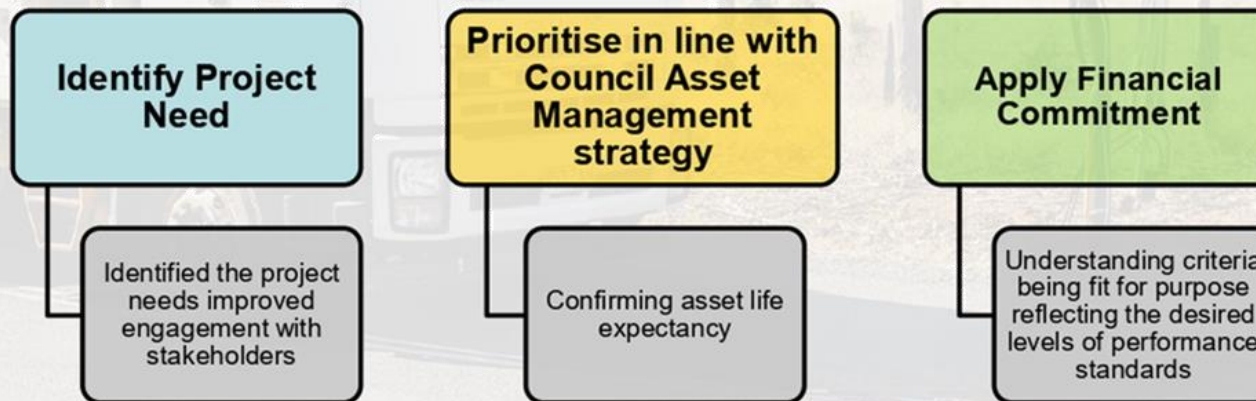 Identify Project
Need
Prioritise in line with
Council Asset
Management
strategy
Apply Financial
Commitment
Identified the project
needs improved
engagement with
stakeholders
Confirming asset life
expectancy
Understanding criteria
being fit for purpose
reflecting the desired
levels of performance
standards